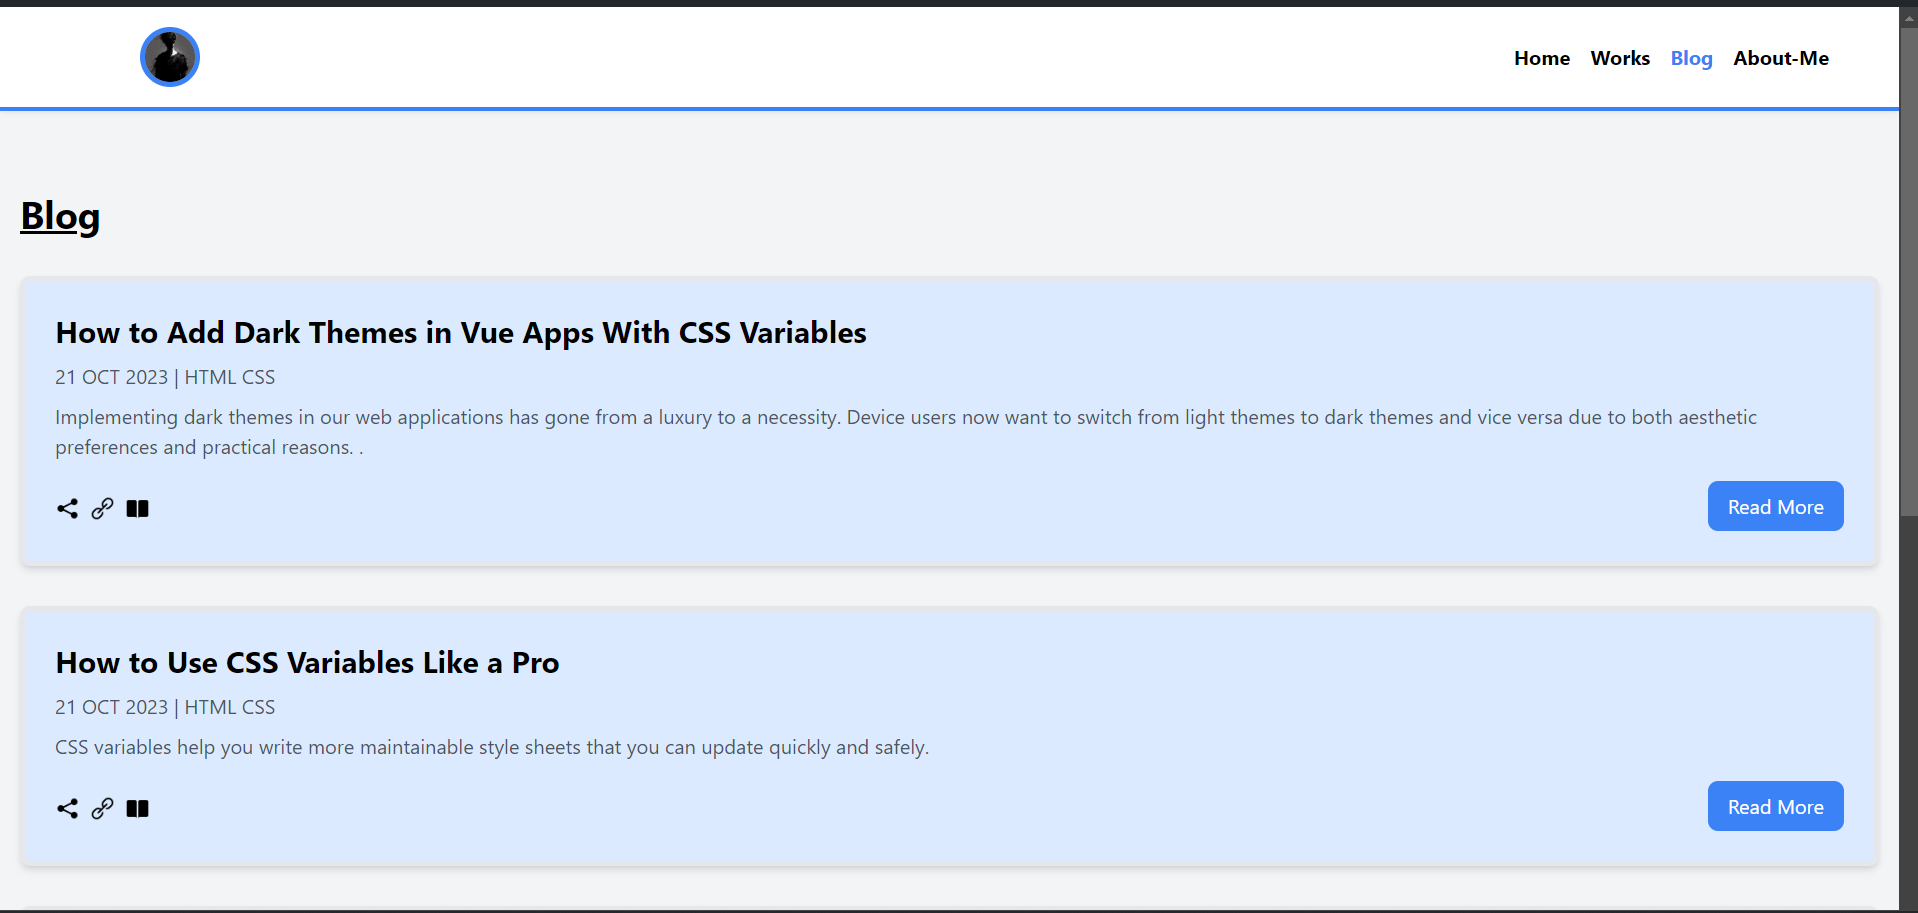 Home Works Blog About-Me
Blog
How to Add Dark Themes in Vue Apps With CSS Variables
21 OCT 2023 | HTML CSS
Implementing dark themes in our web applications has gone from a luxury to a necessity. Device users now want to switch from light themes to dark themes and vice versa due to both aesthetic
preferences and practical reasons. .
Read More
How to Use CSS Variables Like a Pro
21 OCT 2023 | HTML CSS
CSS variables help you write more maintainable style sheets that you can update quickly and safely.
Read More